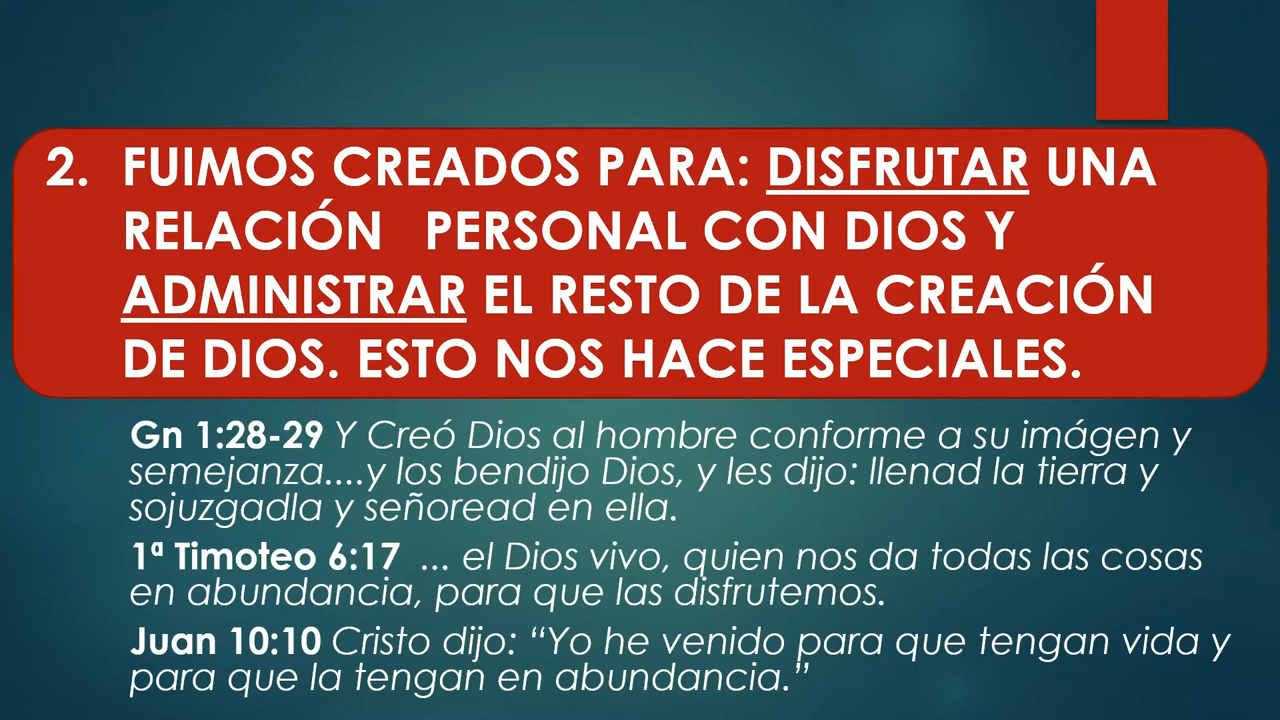 2. FUIMOS CREADOS PARA: DISFRUTAR UNA
RELACIÓN PERSONAL CON DIOS Y
ADMINISTRAR EL RESTO DE LA CREACIÓN
DE DIOS. ESTO NOS HACE ESPECIALES.
Gn 1:28-29 Y Creó Dios al hombre conforme a su imágen y
semejanza....y los bendijo Dios, y les dijo: llenad la tierra y
sojuzgadla y señoread en ella.
1ª Timoteo 6:17 ... el Dios vivo, quien nos da todas las cosas
en abundancia, para que las disfrutemos.
Juan 10:10 Cristo dijo: “Yo he venido para que tengan vida y
para que la tengan en abundancia.”